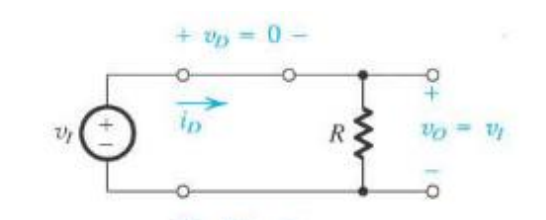 + v_D = 0 −
i_D
v_I
+
−
R
+
v_O = v_I
−